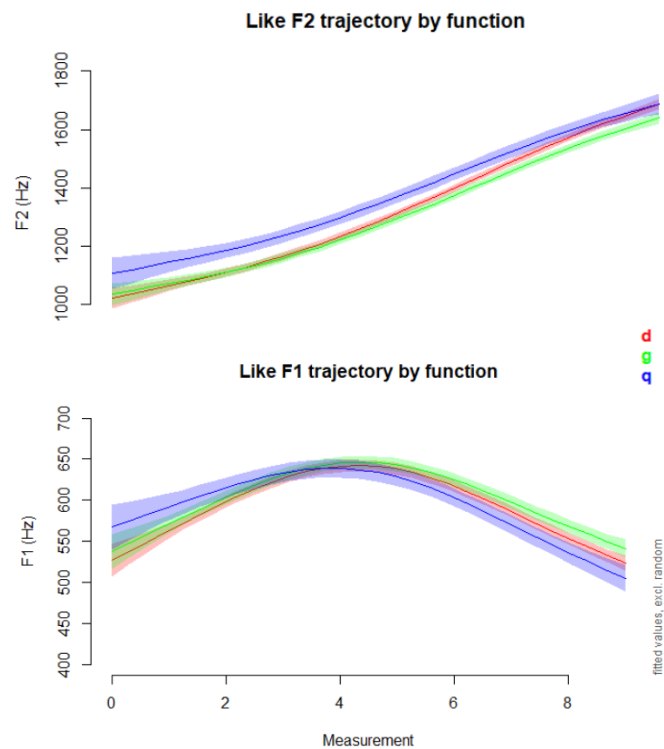 Like F2 trajectory by function
1800
1600
1400
1200
1000
F2 (Hz)
d
g
q
Like F1 trajectory by function
700
650
600
550
500
450
400
F1 (Hz)
0 2 4 6 8
Measurement
fitted values, excl. random